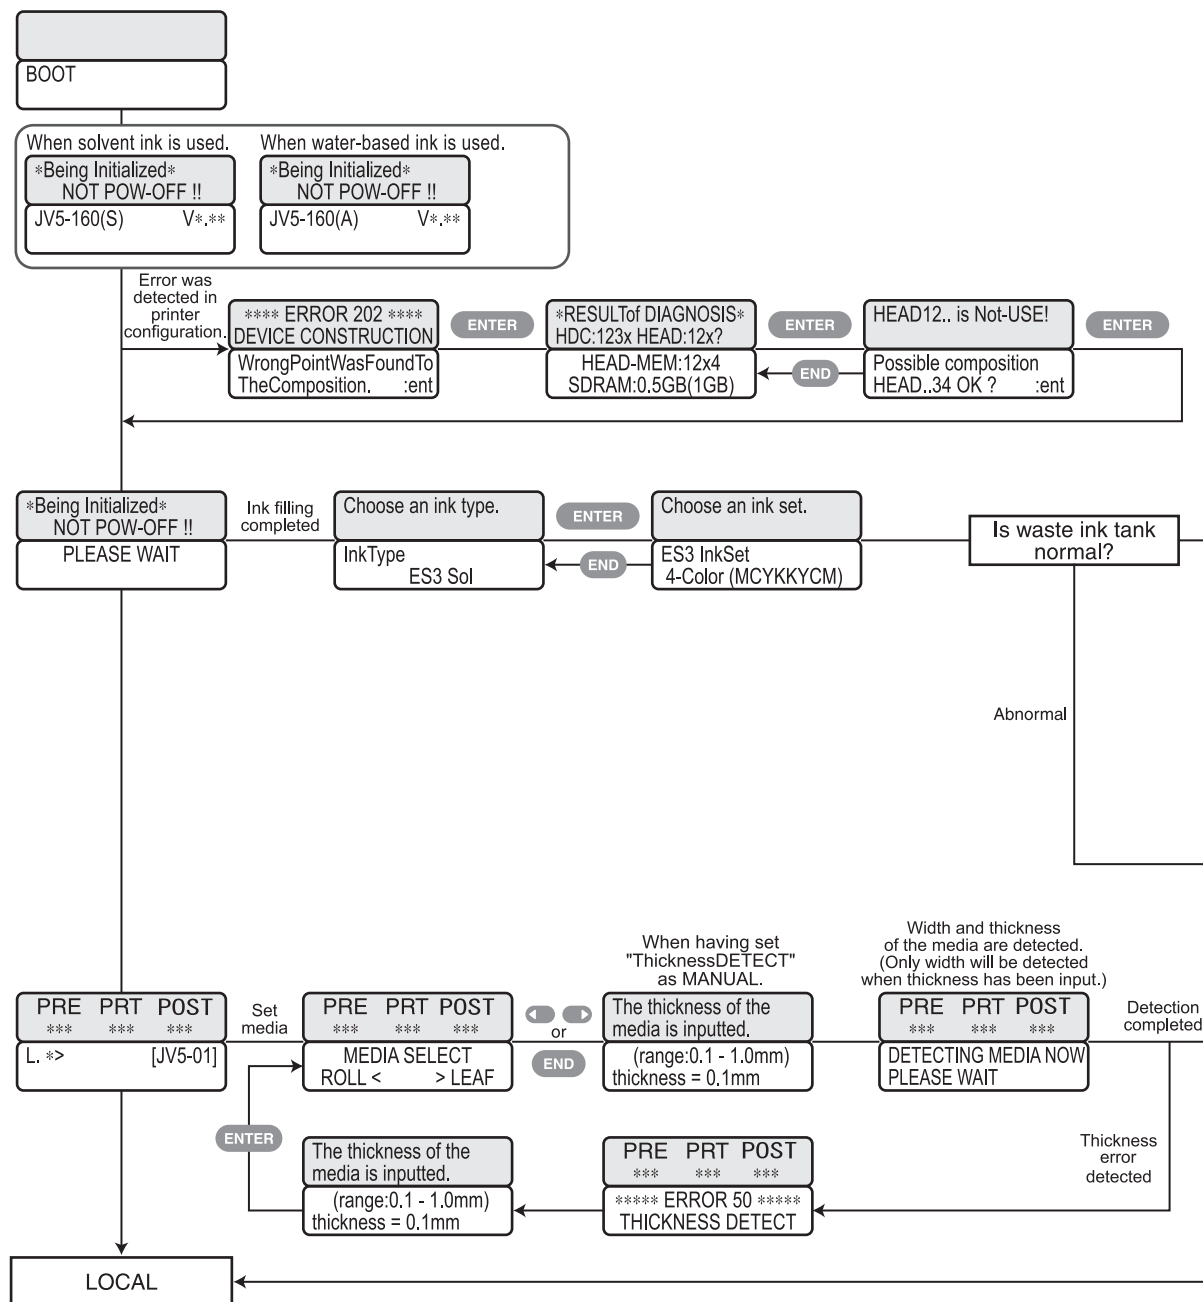 BOOT
When solvent ink is used.
*Being Initialized*
NOT POW-OFF !!
JV5-160(S) V*.**
When water-based ink is used.
*Being Initialized*
NOT POW-OFF !!
JV5-160(A) V*.**
Error was
detected in
printer
configuration.
**** ERROR 202 ****
DEVICE CONSTRUCTION
WrongPointWasFoundTo
TheComposition. :ent
ENTER
*RESULTof DIAGNOSIS*
HDC:123x HEAD:12x?
HEAD-MEM:12x4
SDRAM:0.5GB(1GB)
ENTER
END
HEAD12.. is Not-USE!
Possible composition
HEAD..34 OK ? :ent
ENTER
*Being Initialized*
NOT POW-OFF !!
PLEASE WAIT
Ink filling
completed
Choose an ink type.
InkType
ES3 Sol
ENTER
END
Choose an ink set.
ES3 InkSet
4-Color (MCYKKYCM)
Is waste ink tank
normal?
Abnormal
PRE PRT POST
*** *** ***
L. *> [JV5-01]
Set
media
PRE PRT POST
*** *** ***
MEDIA SELECT
ROLL < > LEAF
or
END
When having set
"ThicknessDETECT"
as MANUAL.
The thickness of the
media is inputted.
(range:0.1 - 1.0mm)
thickness = 0.1mm
Width and thickness
of the media are detected.
(Only width will be detected
when thickness has been input.)
PRE PRT POST
*** *** ***
DETECTING MEDIA NOW
PLEASE WAIT
Detection
completed
ENTER
The thickness of the
media is inputted.
(range:0.1 - 1.0mm)
thickness = 0.1mm
PRE PRT POST
*** *** ***
***** ERROR 50 *****
THICKNESS DETECT
Thickness
error
detected
LOCAL